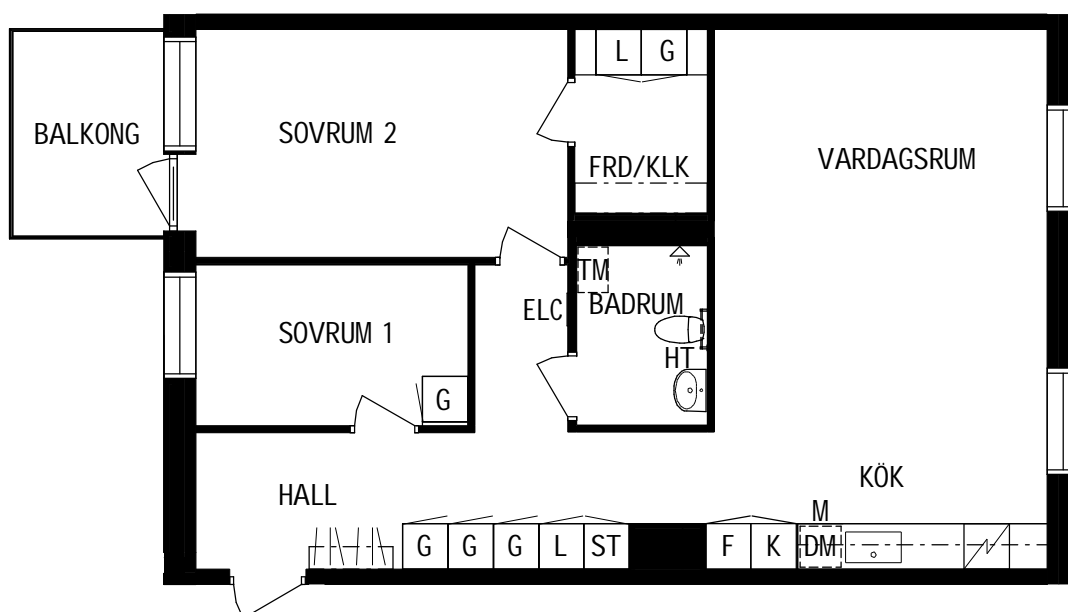 L G
BALKONG
SOVRUM 2
VARDAGSRUM
FRD/KLK
TM
ELC
BADRUM
SOVRUM 1
HT
G
KÖK
HALL
M
G G G L ST F K DM